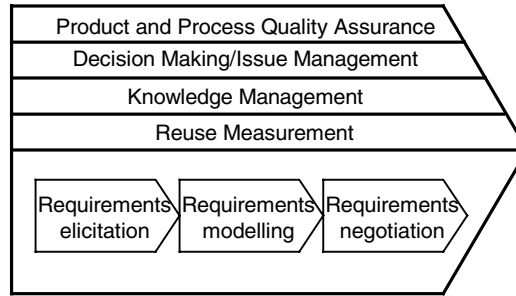 Product and Process Quality Assurance
Decision Making/Issue Management
Knowledge Management
Reuse Measurement
Requirements
elicitation
Requirements
modelling
Requirements
negotiation